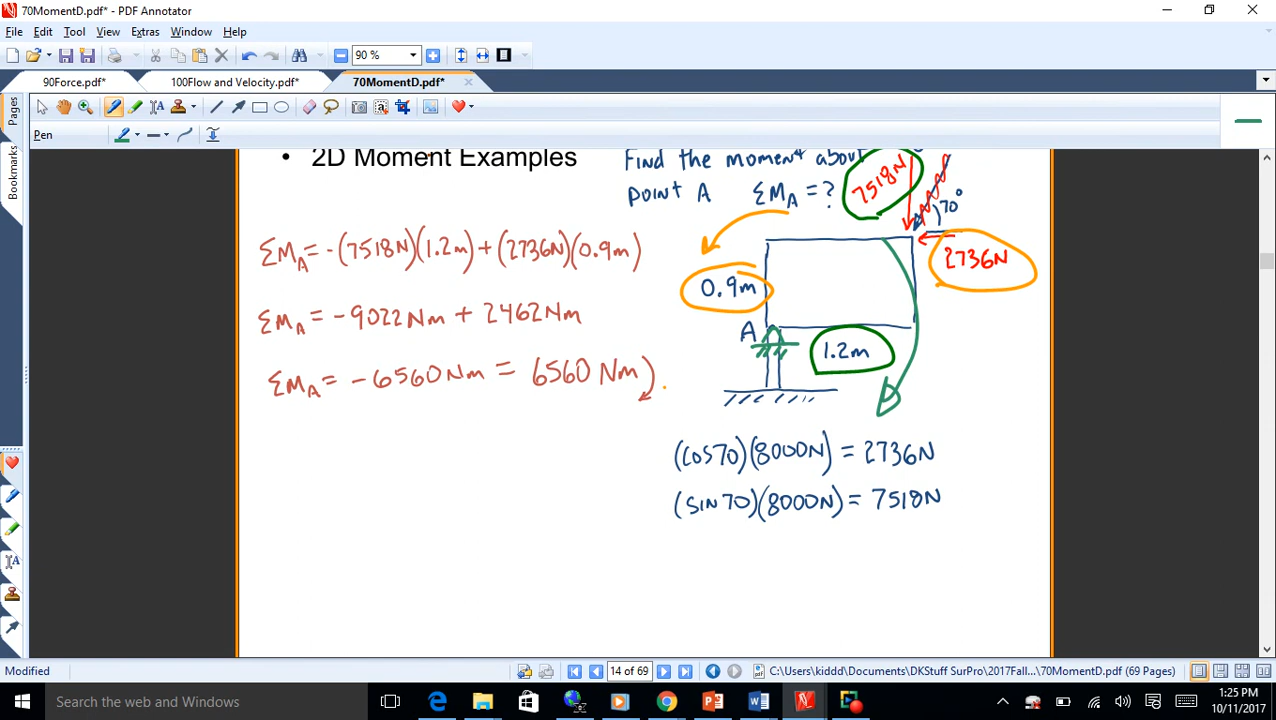 70MomentD.pdf* - PDF Annotator
File Edit Tool Extras Window Help
90 %
90Force.pdf* 100Flow and Velocity.pdf* 70MomentD.pdf*
Pen
Pages
Bookmarks
• 2D Moment Examples
Find the moment about
point A ΣMA = ?
7518N
70°
2736N
ΣMA = -(7518N)(1.2m) + (2736N)(0.9m)
0.9m
ΣMA = -9022Nm + 2462Nm
A
1.2m
ΣMA = -6560Nm = 6560 Nm
(cos70)(8000N) = 2736N
(sin 70)(8000N) = 7518N
Modified
14 of 69
C:\Users\kiddd\Documents\DKStuff SurPro\2017Fall...\70MomentD.pdf (69 Pages)
Search the web and Windows
1:25 PM
10/11/2017